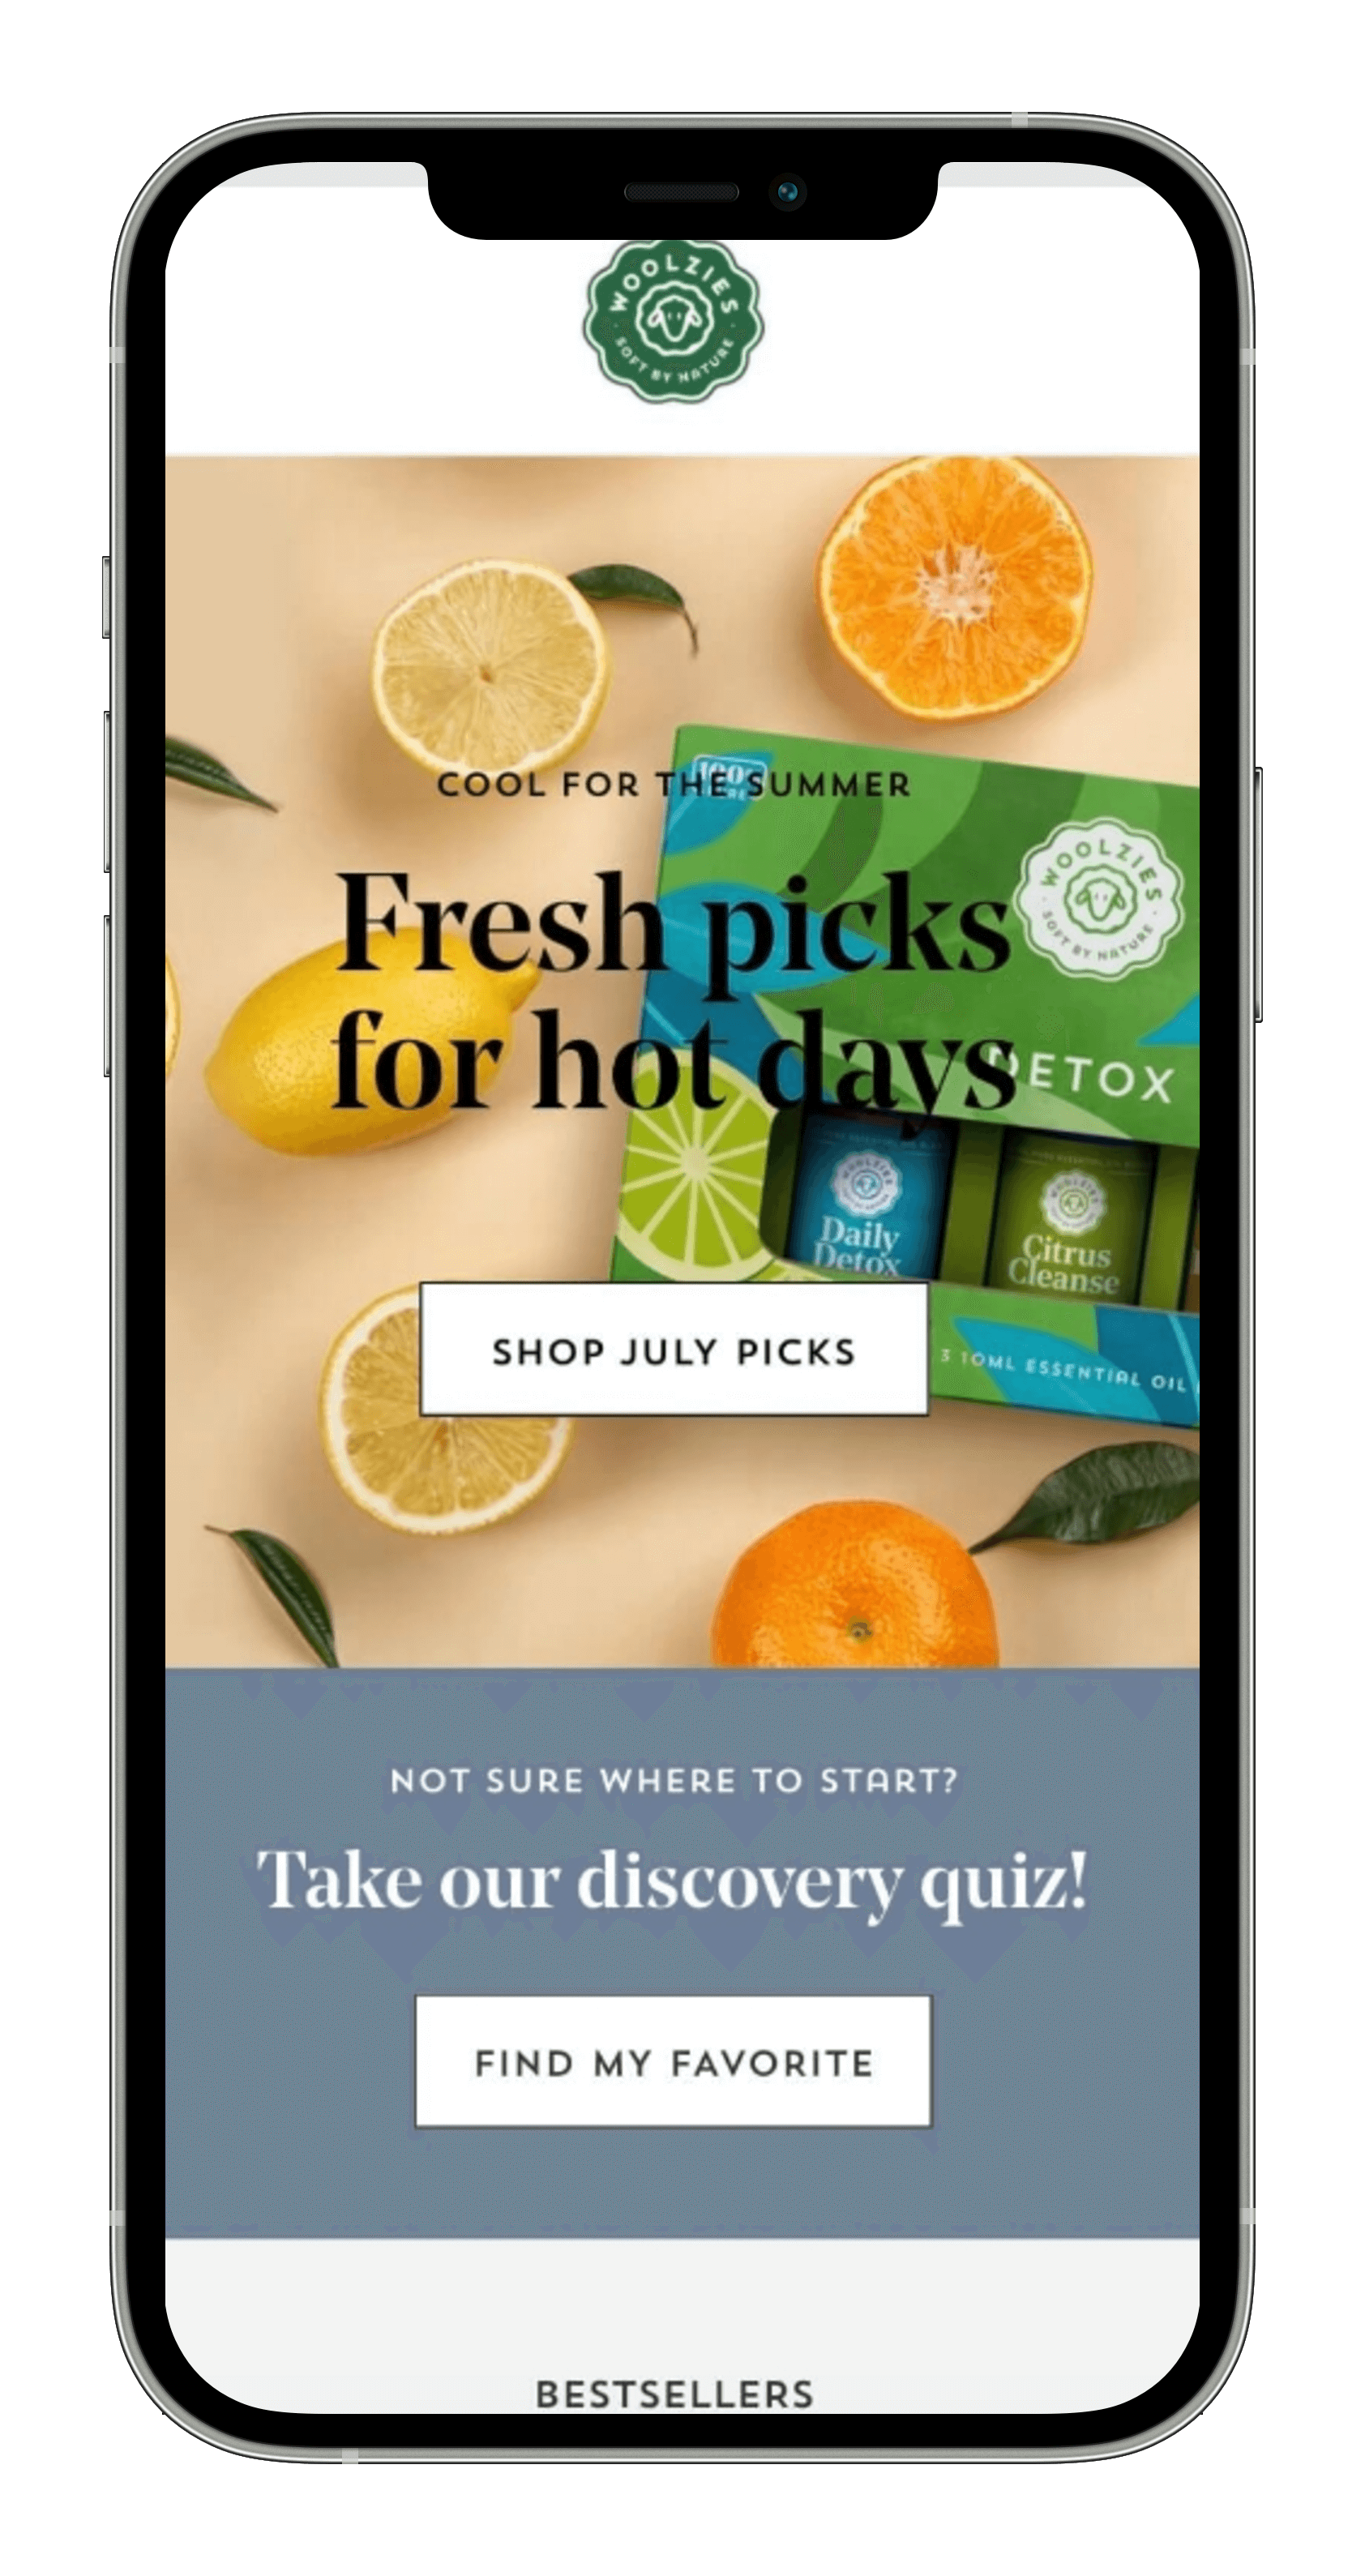 WOOLZIES
SOFT BY NATURE
COOL FOR THE SUMMER
100%
Fresh picks
for hot days
WOOLZIES
SOFT BY NATURE
DETOX
Daily
Detox
Citrus
Cleanse
SHOP JULY PICKS
3 10ML ESSENTIAL OIL
NOT SURE WHERE TO START?
Take our discovery quiz!
FIND MY FAVORITE
BESTSELLERS